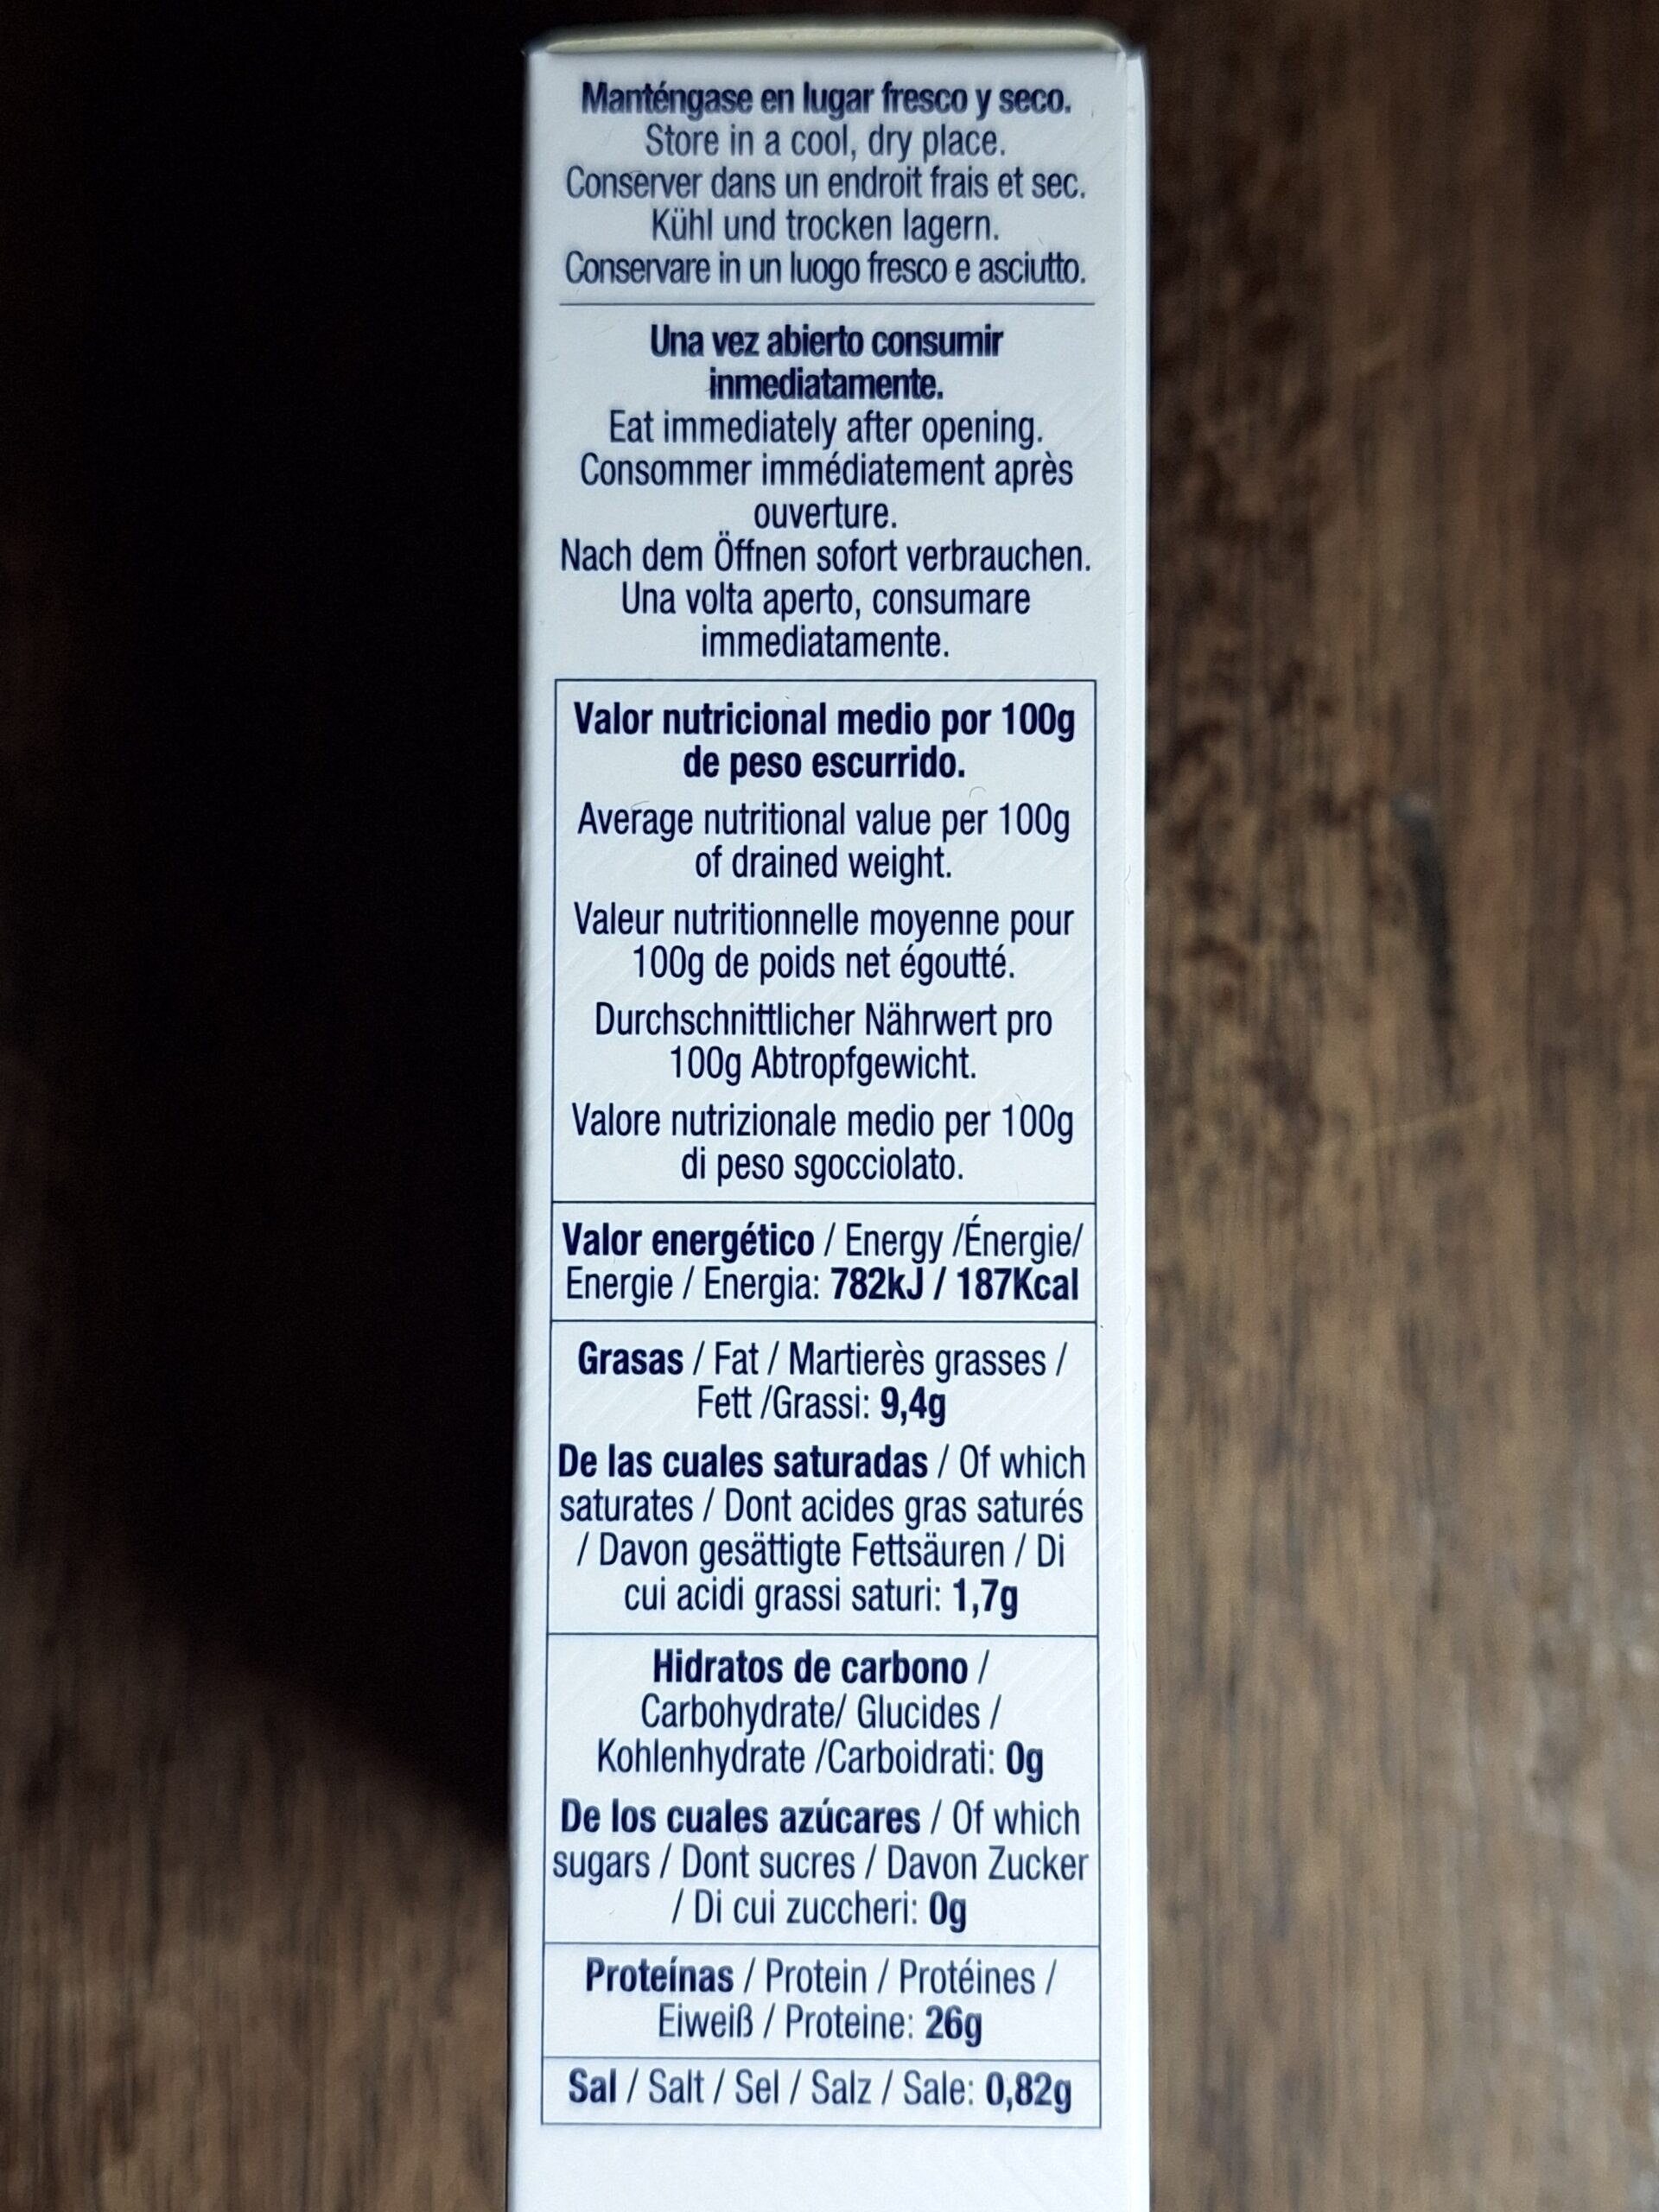 Manténgase en lugar fresco y seco.
Store in a cool, dry place.
Conserver dans un endroit frais et sec.
Kühl und trocken lagern.
Conservare in un luogo fresco e asciutto.
Una vez abierto consumir
inmediatamente.
Eat immediately after opening.
Consommer immédiatement après
ouverture.
Nach dem Öffnen sofort verbrauchen.
Una volta aperto, consumare
immediatamente.
Valor nutricional medio por 100g
de peso escurrido.
Average nutritional value per 100g
of drained weight.
Valeur nutritionnelle moyenne pour
100g de poids net égoutté.
Durchschnittlicher Nährwert pro
100g Abtropfgewicht.
Valore nutrizionale medio per 100g
di peso sgocciolato.
Valor energético / Energy /Énergie/
Energie / Energia: 782kJ / 187Kcal
Grasas / Fat / Martierès grasses /
Fett /Grassi: 9,4g
De las cuales saturadas / Of which
saturates / Dont acides gras saturés
/ Davon gesättigte Fettsäuren / Di
cui acidi grassi saturi: 1,7g
Hidratos de carbono /
Carbohydrate/ Glucides /
Kohlenhydrate /Carboidrati: 0g
De los cuales azúcares / Of which
sugars / Dont sucres / Davon Zucker
/ Di cui zuccheri: 0g
Proteínas / Protein / Protéines /
Eiweiß / Proteine: 26g
Sal / Salt / Sel / Salz / Sale: 0,82g